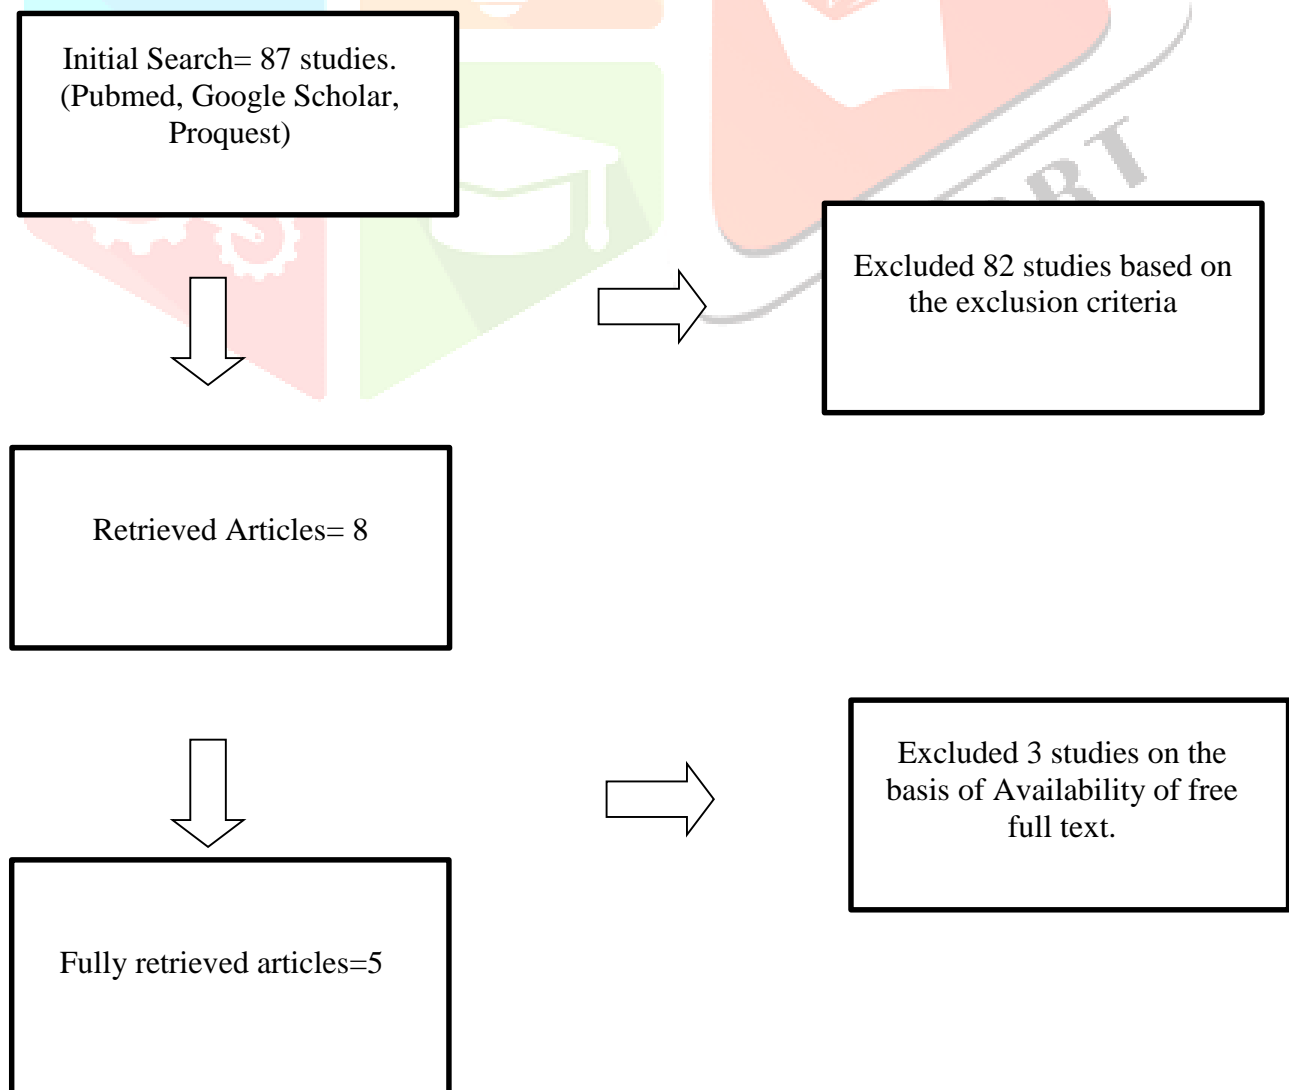 Initial Search= 87 studies.
(Pubmed, Google Scholar,
Proquest)
Excluded 82 studies based on
the exclusion criteria
Retrieved Articles= 8
Excluded 3 studies on the
basis of Availability of free
full text.
Fully retrieved articles=5